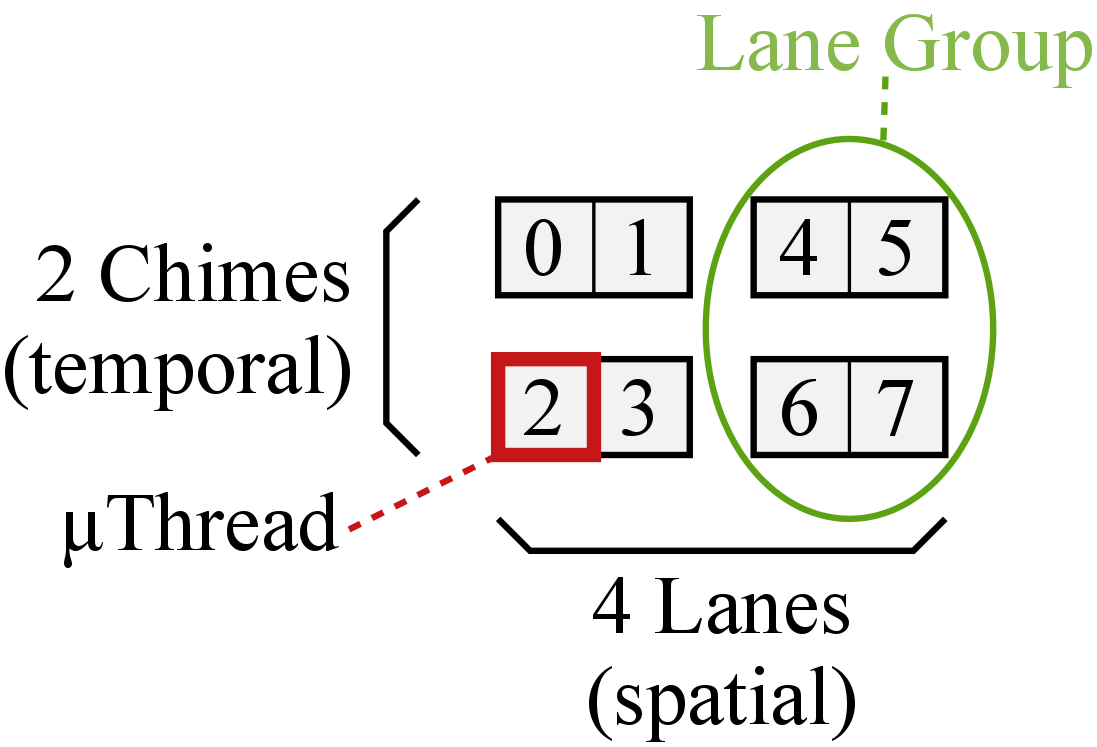 Lane Group
2 Chimes
(temporal)
0 1 4 5
2 3 6 7
μThread
4 Lanes
(spatial)